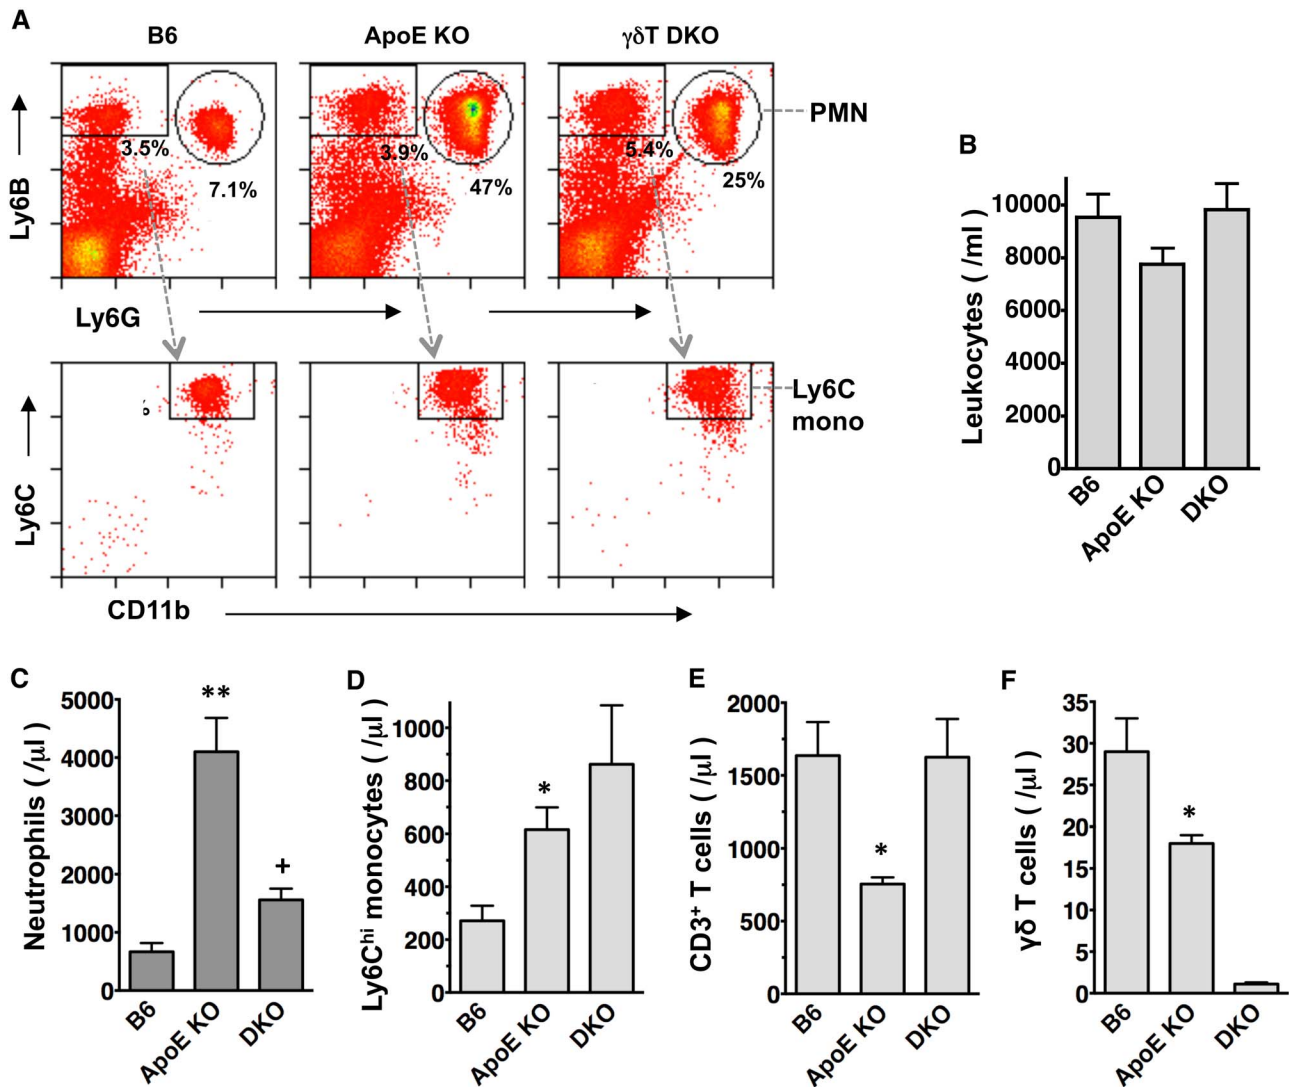 A
B6
ApoE KO
γδT DKO
Ly6B
3.5%
7.1%
3.9%
47%
5.4%
25%
PMN
Ly6G
Ly6C
%
Ly6C
mono
CD11b
B
Leukocytes ( /ml )
10000
8000
6000
4000
2000
0
B6
ApoE KO
DKO
C
Neutrophils ( /μl )
5000
4000
3000
2000
1000
0
**
+
B6
ApoE KO
DKO
D
Ly6Cʰⁱ monocytes ( /μl )
1000
800
600
400
200
0
*
B6
ApoE KO
DKO
E
CD3⁺ T cells ( /μl )
2000
1500
1000
500
0
*
B6
ApoE KO
DKO
F
γδ T cells ( /μl )
35
30
25
20
15
10
5
0
*
B6
ApoE KO
DKO